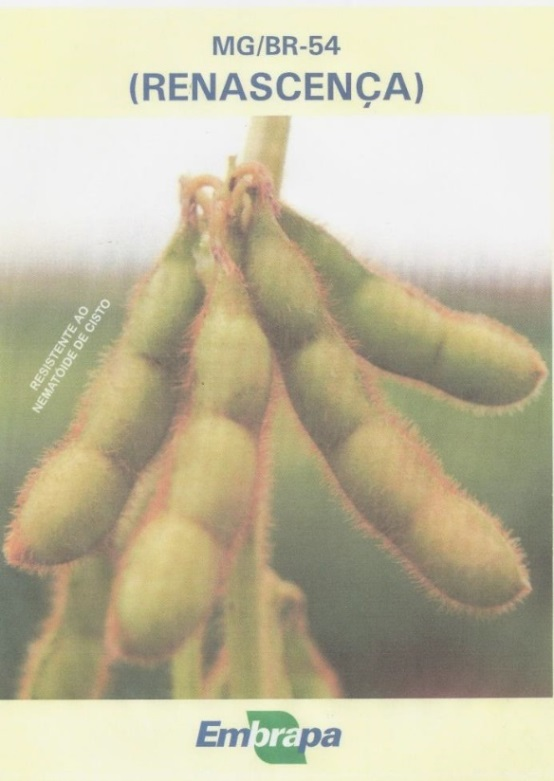 MG/BR-54
(RENASCENÇA)
RESISTENTE AO
NEMATÓIDE DE CISTO
Embrapa